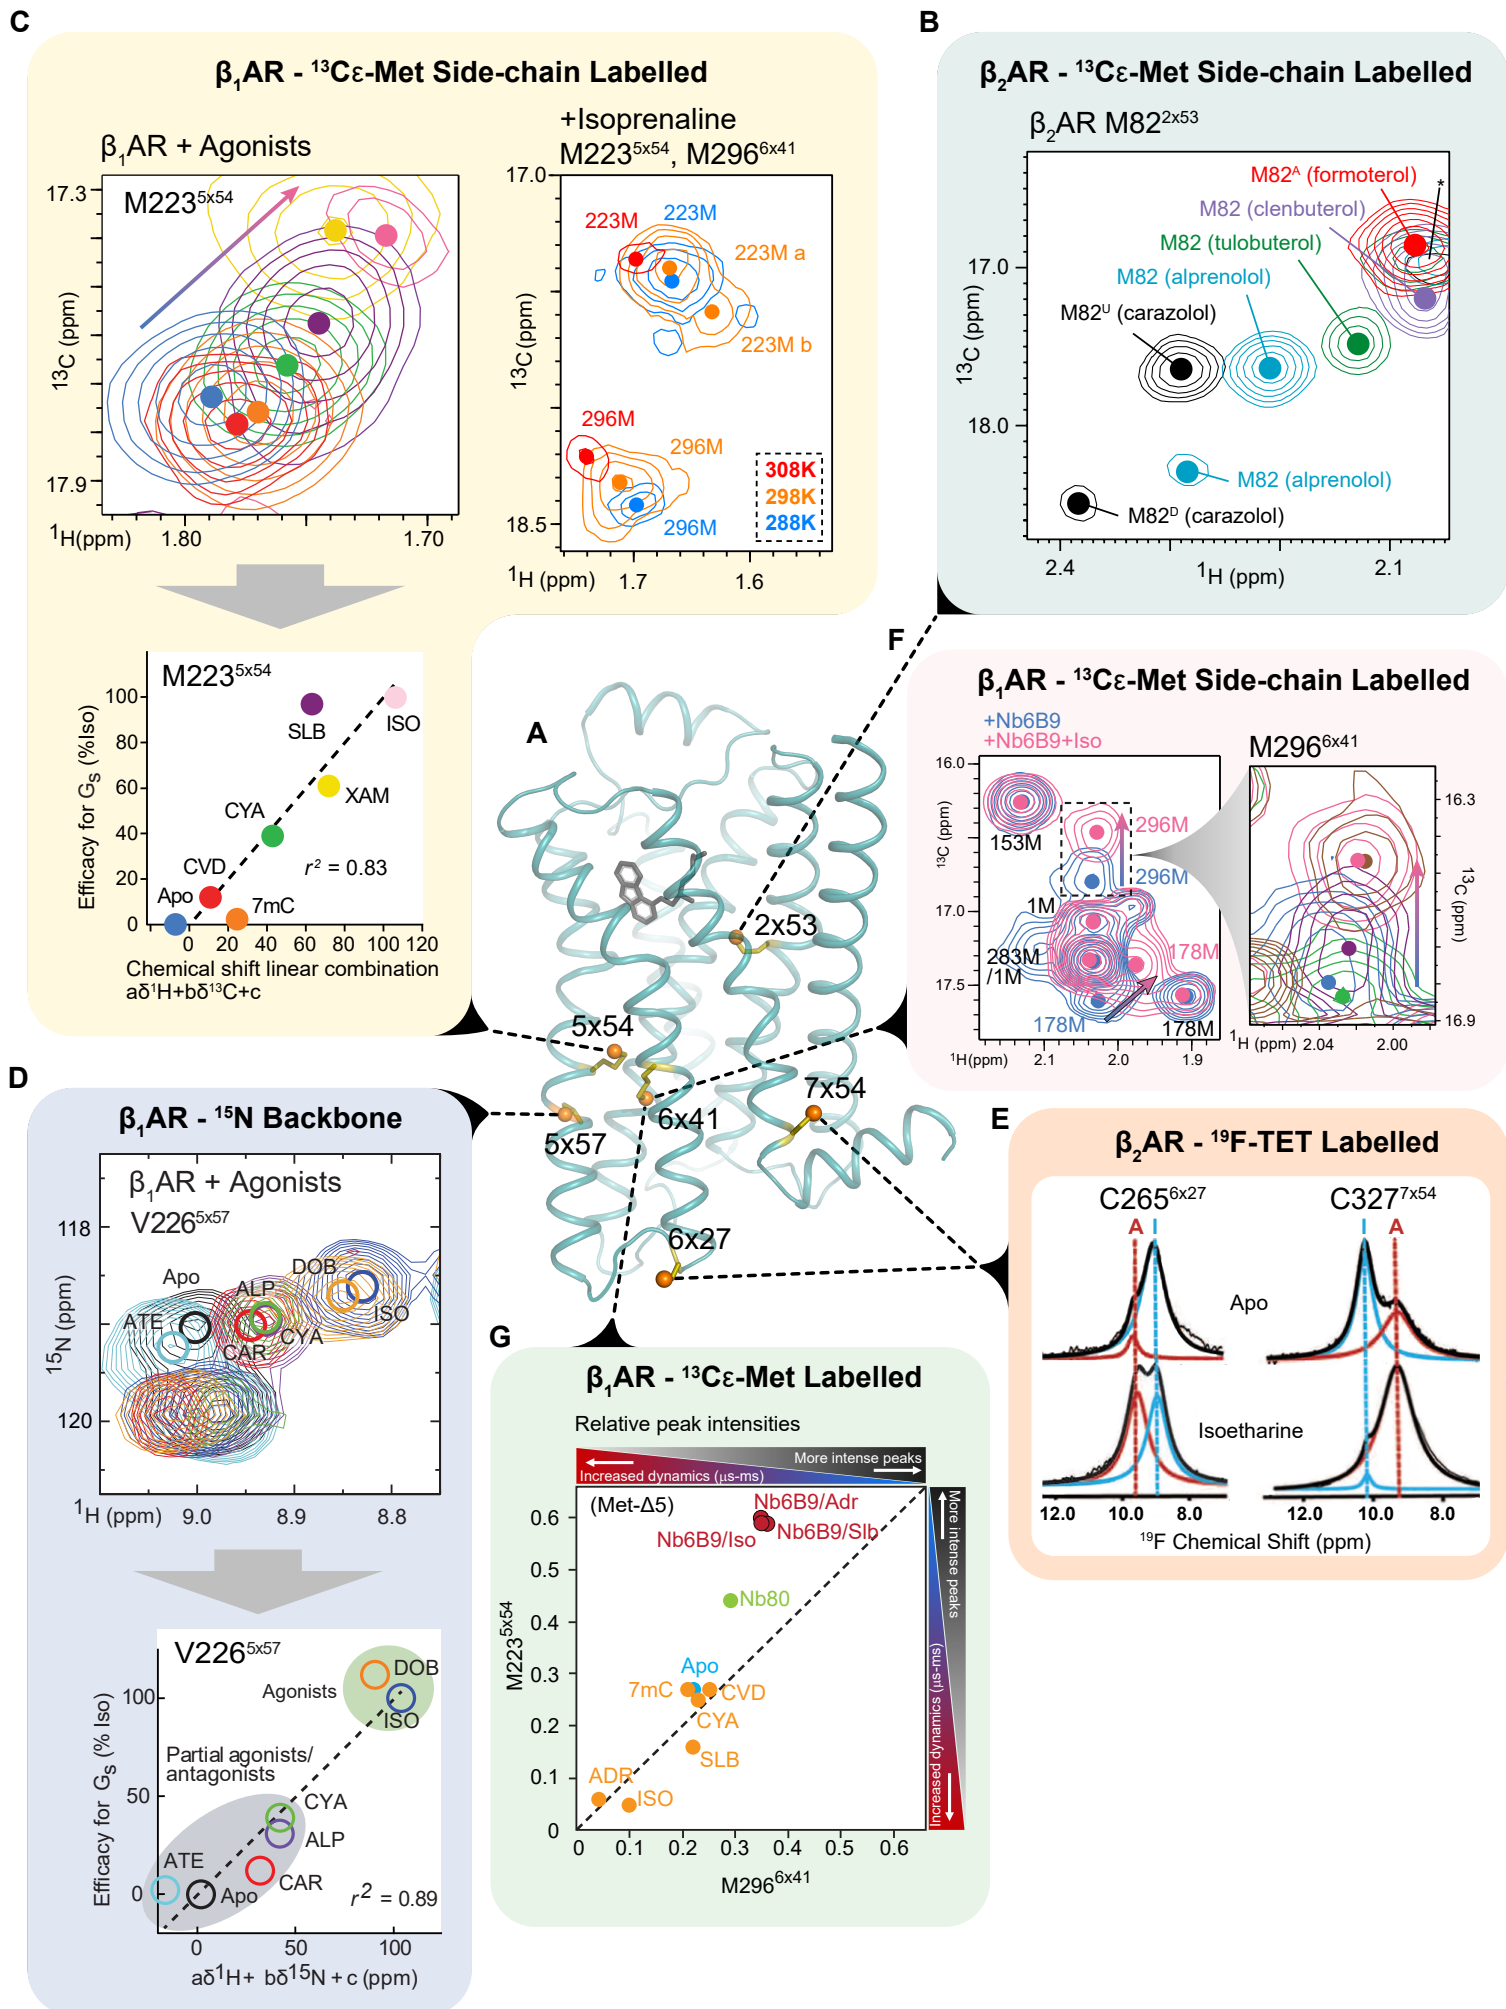 C
β₁AR - ¹³Cε-Met Side-chain Labelled
β₁AR + Agonists
M223⁵ˣ⁵⁴
17.3
17.9
¹³C (ppm)
¹H(ppm)
1.80
1.70
+Isoprenaline
M223⁵ˣ⁵⁴, M296⁶ˣ⁴¹
17.0
18.5
¹³C (ppm)
223M
223M
223M a
223M b
296M
296M
296M
308K
298K
288K
¹H (ppm)
1.7
1.6
M223⁵ˣ⁵⁴
Efficacy for Gs (%Iso)
100
80
60
40
20
0
SLB
ISO
XAM
CYA
CVD
Apo
7mC
r² = 0.83
0 20 40 60 80 100 120
Chemical shift linear combination
aδ¹H+bδ¹³C+c
B
β₂AR - ¹³Cε-Met Side-chain Labelled
β₂AR M82²ˣ⁵³
M82ᴬ (formoterol)
*
M82 (clenbuterol)
M82 (tulobuterol)
M82 (alprenolol)
M82ᵁ (carazolol)
M82 (alprenolol)
M82ᴰ (carazolol)
17.0
18.0
¹³C (ppm)
2.4
2.1
¹H (ppm)
A
2x53
5x54
5x57
6x41
7x54
6x27
F
β₁AR - ¹³Cε-Met Side-chain Labelled
+Nb6B9
+Nb6B9+Iso
16.0
17.0
17.5
¹³C (ppm)
153M
296M
296M
1M
283M
/1M
178M
178M
178M
¹H(ppm)
2.1
2.0
1.9
M296⁶ˣ⁴¹
16.3
16.9
¹³C (ppm)
¹H (ppm)
2.04
2.00
D
β₁AR - ¹⁵N Backbone
β₁AR + Agonists
V226⁵ˣ⁵⁷
118
120
¹⁵N (ppm)
Apo
ATE
ALP
CAR
CYA
DOB
ISO
¹H (ppm)
9.0
8.9
8.8
V226⁵ˣ⁵⁷
Efficacy for Gs (% Iso)
100
50
0
Agonists
DOB
ISO
Partial agonists/
antagonists
CYA
ALP
CAR
ATE
Apo
r² = 0.89
0
50
100
aδ¹H+ bδ¹⁵N + c (ppm)
E
β₂AR - ¹⁹F-TET Labelled
C265⁶ˣ²⁷
C327⁷ˣ⁵⁴
A
A
Apo
Isoetharine
12.0 10.0 8.0
12.0 10.0 8.0
¹⁹F Chemical Shift (ppm)
G
β₁AR - ¹³Cε-Met Labelled
Relative peak intensities
More intense peaks
Increased dynamics (µs-ms)
(Met-Δ5)
Nb6B9/Adr
Nb6B9/Iso
Nb6B9/Slb
Nb80
Apo
7mC
CVD
CYA
SLB
ADR
ISO
More intense peaks
Increased dynamics (µs-ms)
M223⁵ˣ⁵⁴
0.6
0.5
0.4
0.3
0.2
0.1
0
0 0.1 0.2 0.3 0.4 0.5 0.6
M296⁶ˣ⁴¹